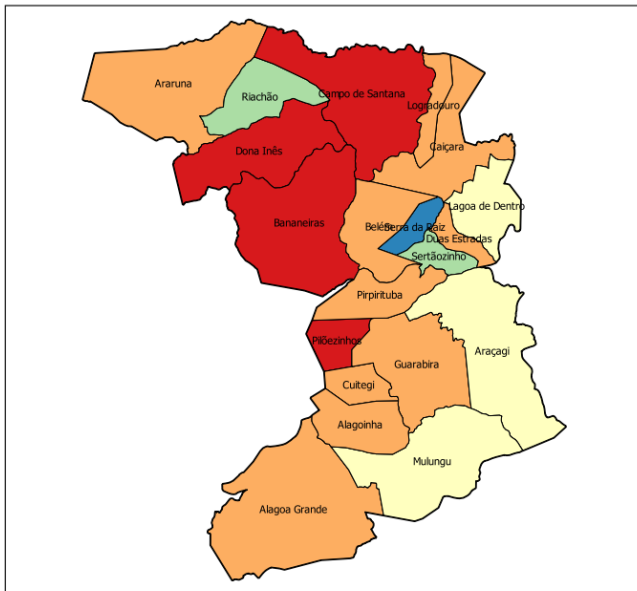 Araruna
Riachão
Campo de Santana
Logradouro
Caiçara
Dona Inês
Lagoa de Dentro
Bananeiras
Belém
Serra da Raiz
Duas Estradas
Sertãozinho
Pirpirituba
Pilõezinhos
Araçagi
Guarabira
Cuitegi
Alagoinha
Mulungu
Alagoa Grande